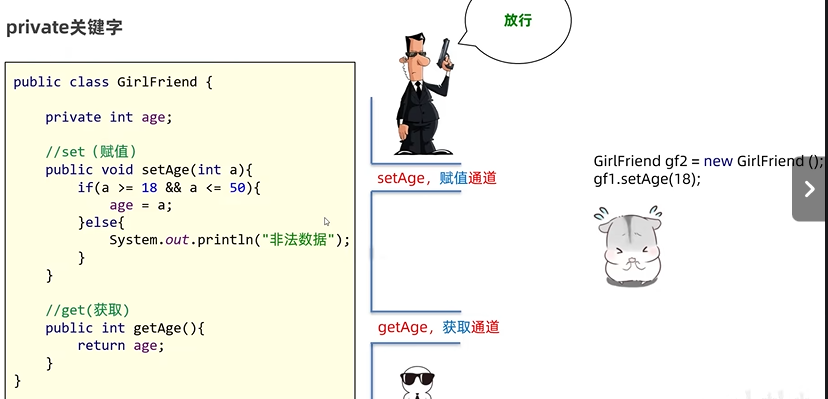 private关键字
放行
public class GirlFriend {
private int age;
//set（赋值）
public void setAge(int a){
if(a >= 18 && a <= 50){
age = a;
}else{
System.out.println("非法数据");
}
}
//get(获取)
public int getAge(){
return age;
}
}
setAge，赋值通道
getAge，获取通道
GirlFriend gf2 = new GirlFriend ();
gf1.setAge(18);